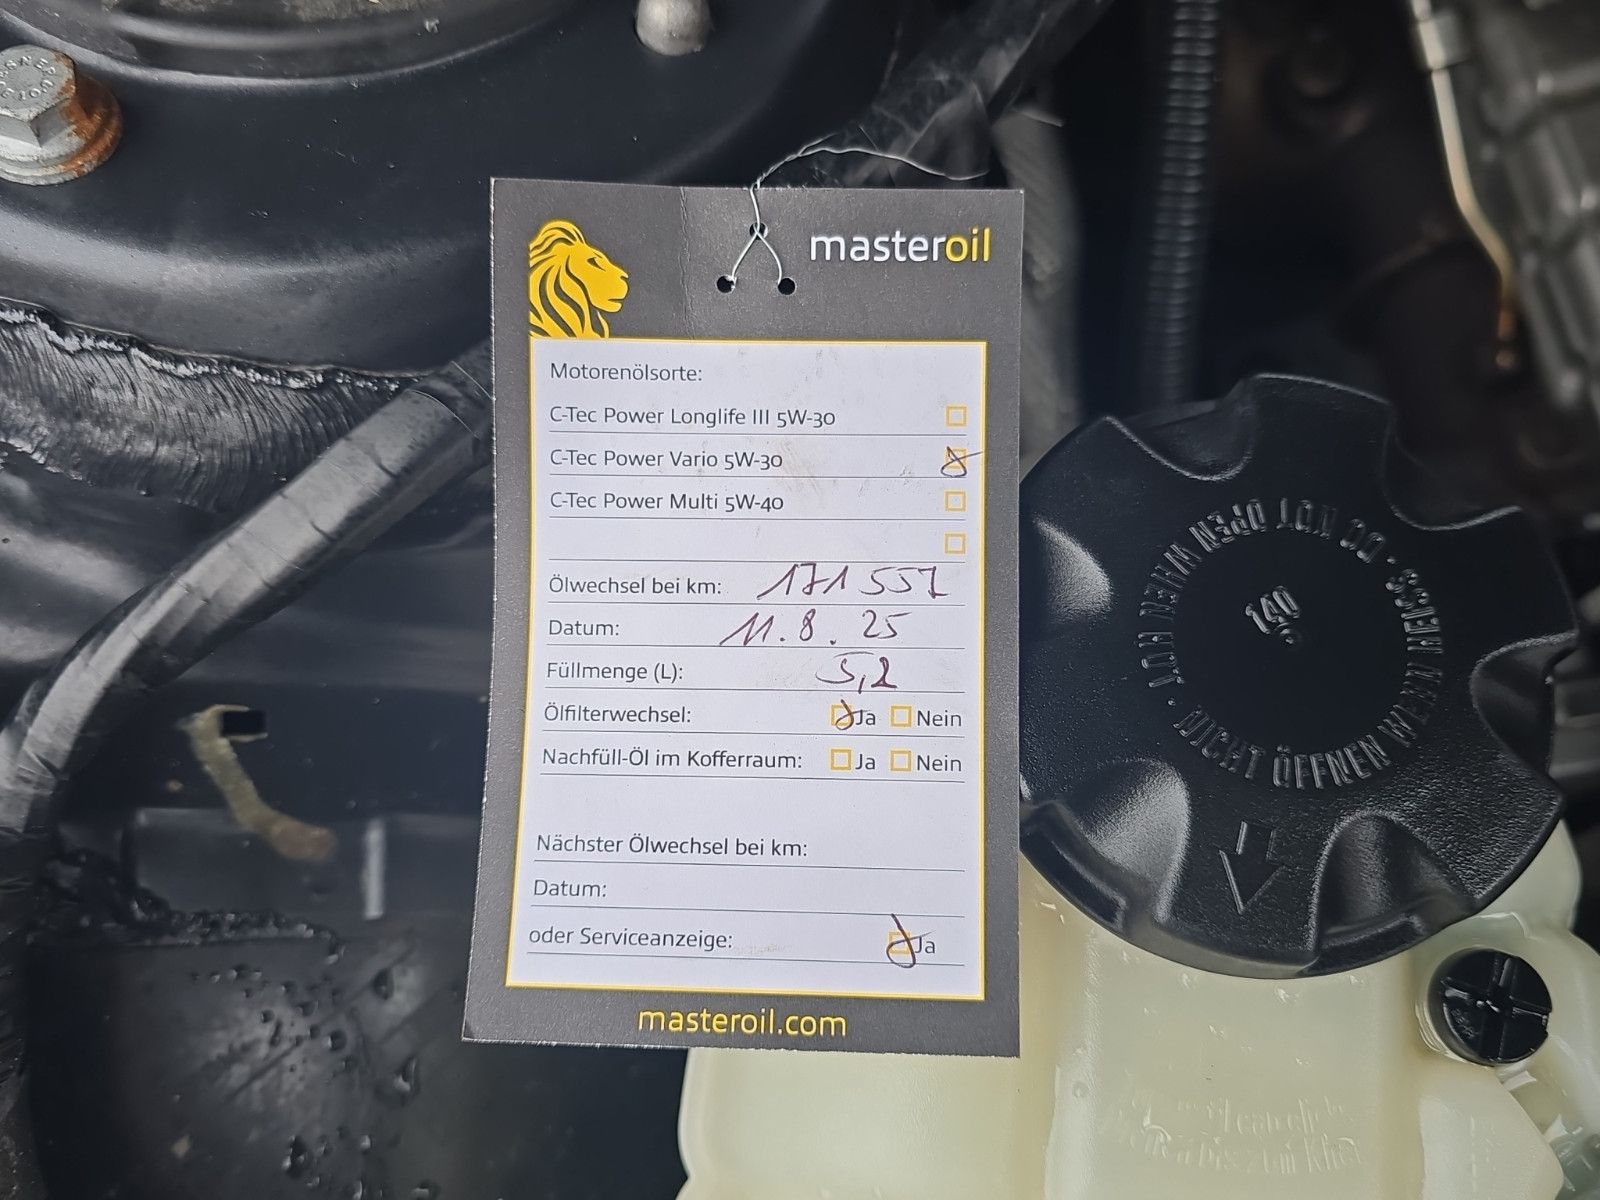 masteroil
Motorenölsorte:
C-Tec Power Longlife III 5W-30
C-Tec Power Vario 5W-30
C-Tec Power Multi 5W-40
Ölwechsel bei km: 171 557
Datum: 11.8.25
Füllmenge (L): 5,2
Ölfilterwechsel: Ja Nein
Nachfüll-Öl im Kofferraum: Ja Nein
Nächster Ölwechsel bei km:
Datum:
oder Serviceanzeige: Ja
masteroil.com
DO NOT OPEN WHEN HOT
NICHT ÖFFNEN WENN HEISS
140